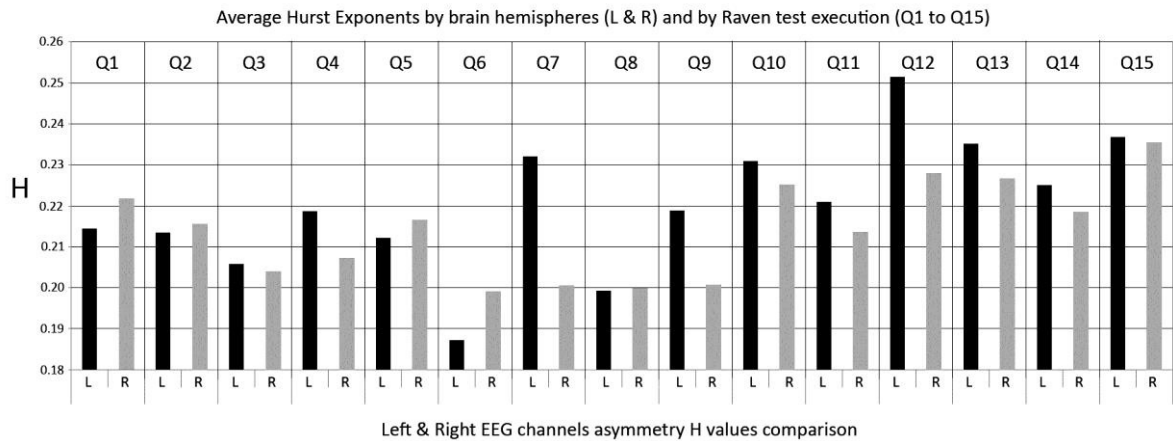 Average Hurst Exponents by brain hemispheres (L & R) and by Raven test execution (Q1 to Q15)
0.26
Q1 Q2 Q3 Q4 Q5 Q6 Q7 Q8 Q9 Q10 Q11 Q12 Q13 Q14 Q15
0.25
0.24
0.23
H
0.22
0.21
0.20
0.19
0.18
L R L R L R L R L R L R L R L R L R L R L R L R L R L R L R
Left & Right EEG channels asymmetry H values comparison